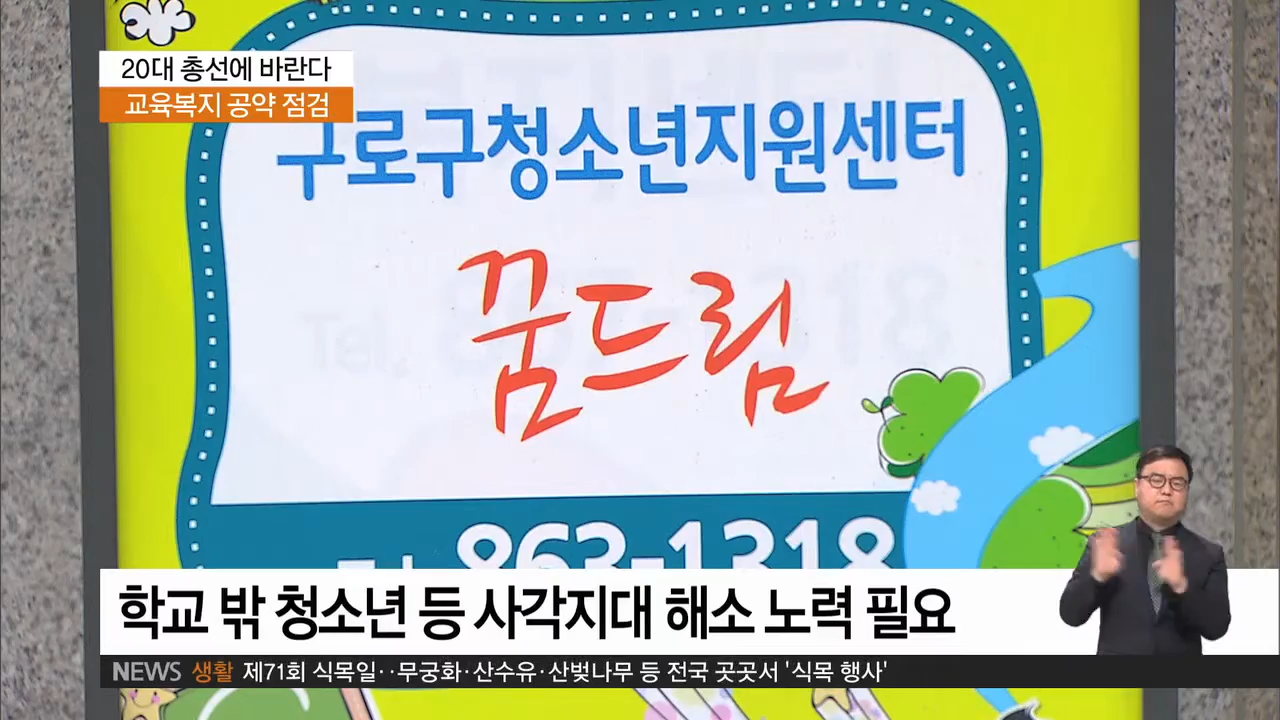 20대 총선에 바란다
교육복지 공약 점검
구로구청소년지원센터
꿈드림
863-1318
학교 밖 청소년 등 사각지대 해소 노력 필요
NEWS 생활 제71회 식목일‥무궁화·산수유·산벚나무 등 전국 곳곳서 '식목 행사'